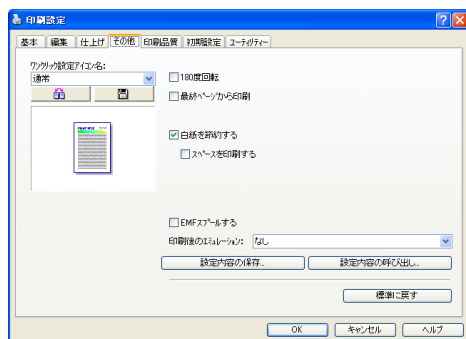 印刷設定
基本 編集 仕上げ その他 印刷品質 初期設定 ユーティリティー
ワンクリック設定アイコン名:
通常
180度回転
最終ページから印刷
白紙を節約する
スペースを印刷する
EMFスプールする
印刷後のエミュレーション: なし
設定内容の保存... 設定内容の呼び出し...
標準に戻す
OK キャンセル ヘルプ